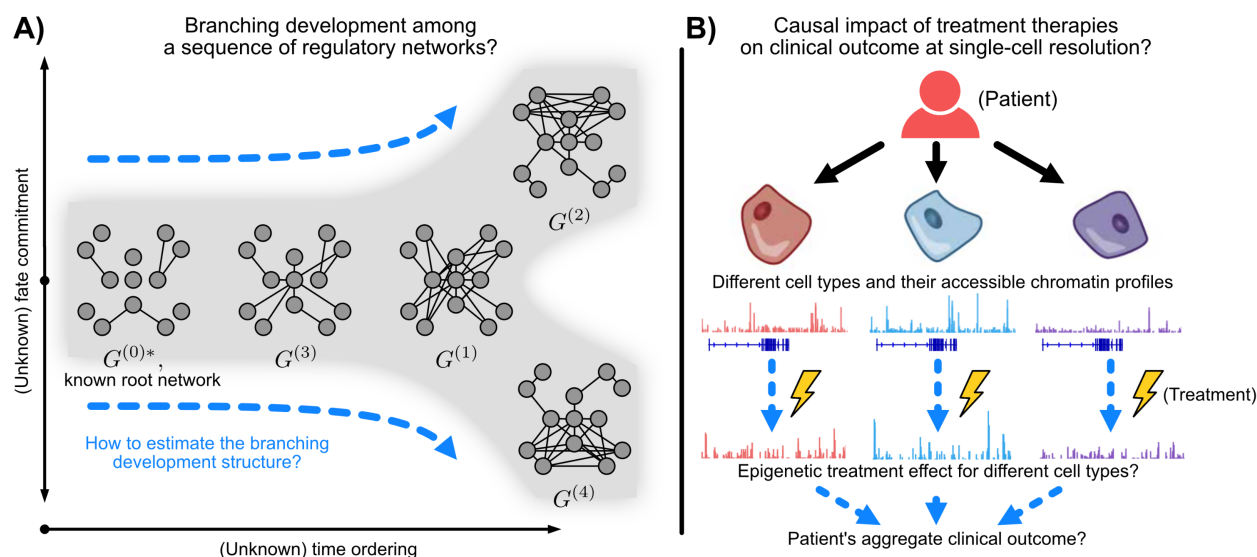 A)
Branching development among
a sequence of regulatory networks?
(Unknown) fate commitment
G^{(2)}
G^{(0)*},
known root network
G^{(3)}
G^{(1)}
How to estimate the branching
development structure?
G^{(4)}
(Unknown) time ordering
B)
Causal impact of treatment therapies
on clinical outcome at single-cell resolution?
(Patient)
Different cell types and their accessible chromatin profiles
(Treatment)
Epigenetic treatment effect for different cell types?
Patient's aggregate clinical outcome?